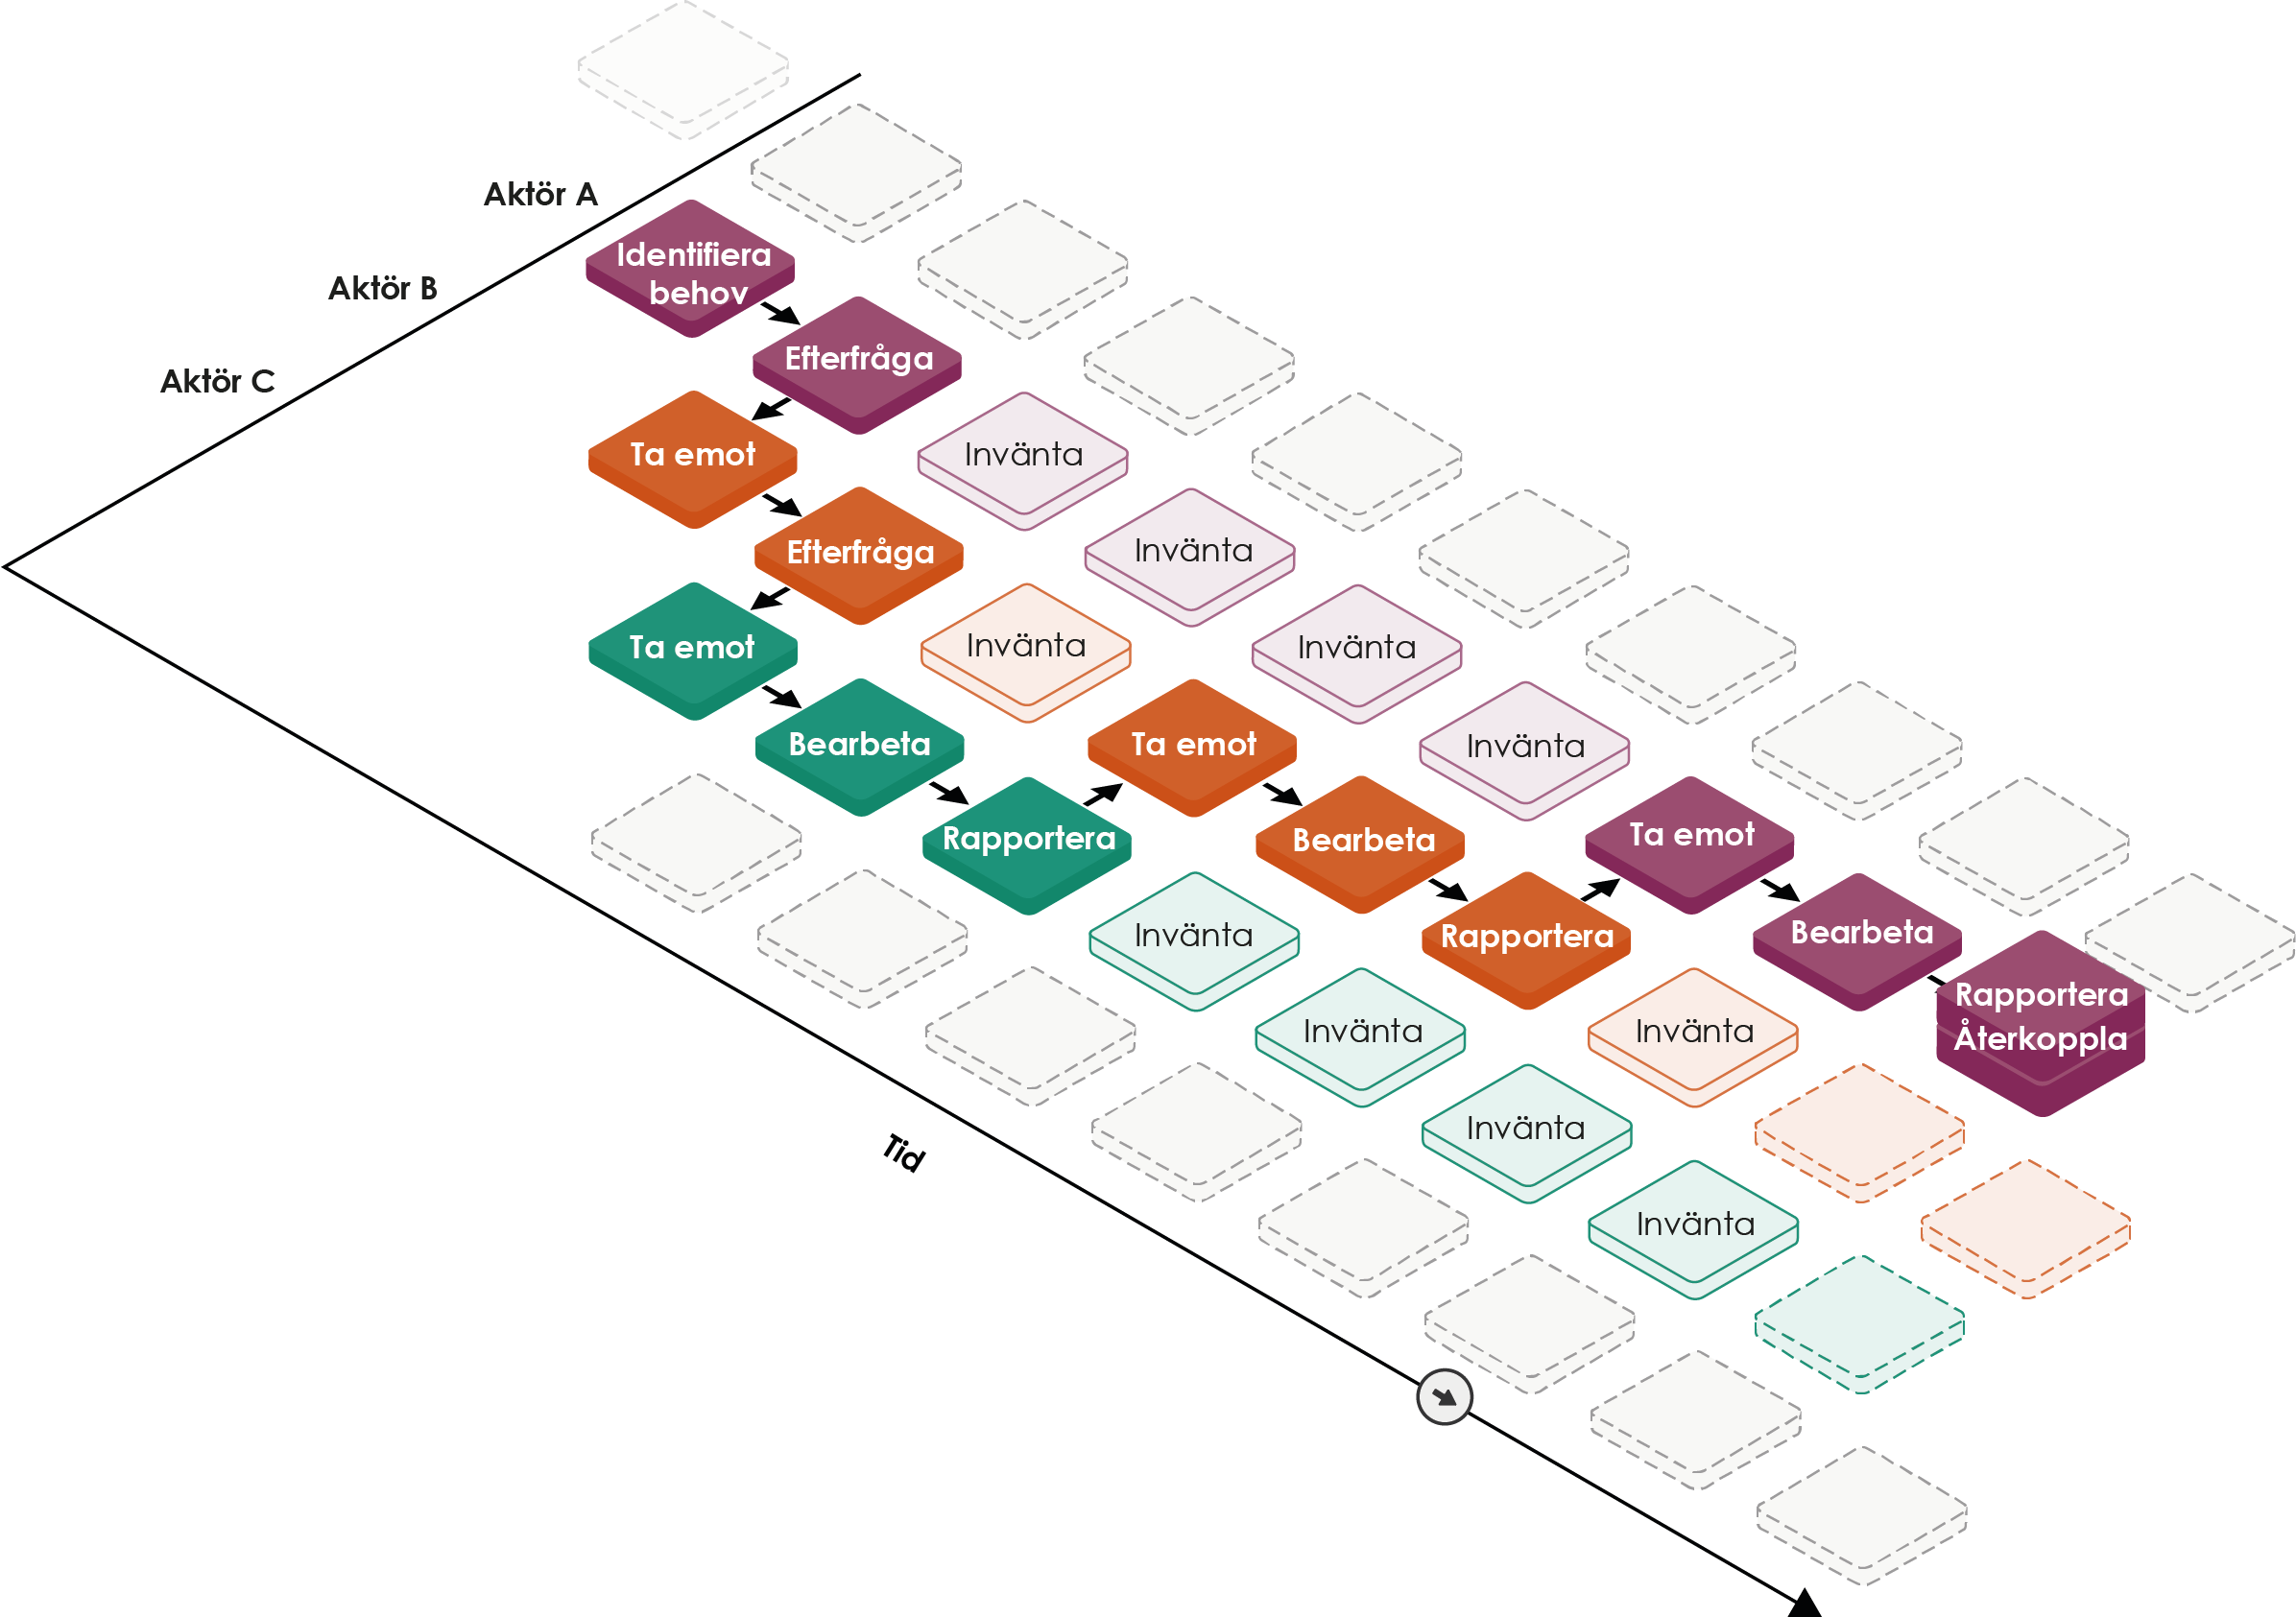 Aktör A
Identifiera
behov
Aktör B
Efterfråga
Aktör C
Ta emot
Invänta
Efterfråga
Invänta
Ta emot
Invänta
Invänta
Bearbeta
Ta emot
Invänta
Rapportera
Bearbeta
Ta emot
Invänta
Rapportera
Bearbeta
Rapportera
Återkoppla
Invänta
Invänta
Invänta
Tid
Invänta